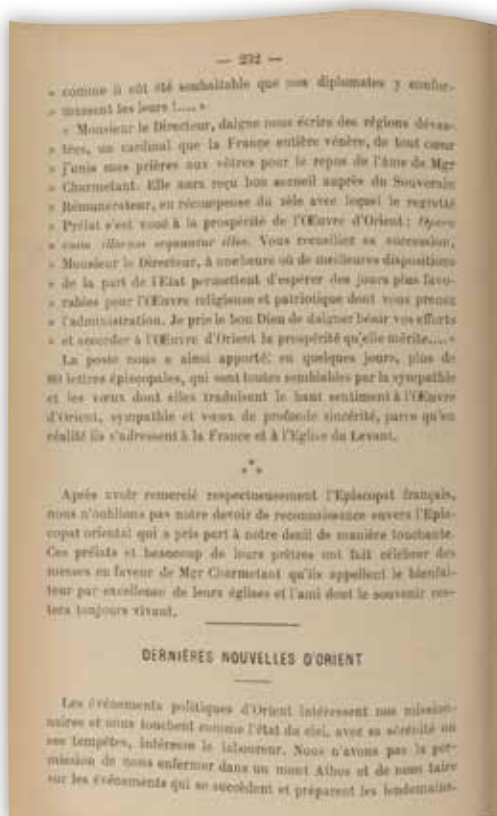 — 232 —
» comme il eût été souhaitable que nos diplomates y confor-
» massent les leurs !.... »
« Monsieur le Directeur, daigne nous écrire des régions dévas-
» tées, un cardinal que la France entière vénère, de tout cœur
» j'unis mes prières aux vôtres pour le repos de l'âme de Mgr
» Charmetant. Elle aura reçu bon accueil auprès du Souverain
» Rémunérateur, en récompense du zèle avec lequel le regretté
» Prélat s'est voué à la prospérité de l'Œuvre d'Orient : Opera
» enim illorum sequuntur illos. Vous recueillez sa succession,
» Monsieur le Directeur, à une heure où de meilleures dispositions
» de la part de l'Etat permettent d'espérer des jours plus favo-
» rables pour l'Œuvre religieuse et patriotique dont vous prenez
» l'administration. Je prie le bon Dieu de daigner bénir vos efforts
» et accorder à l'Œuvre d'Orient la prospérité qu'elle mérite.... »
La poste nous a ainsi apporté, en quelques jours, plus de
80 lettres épiscopales, qui sont toutes semblables par la sympathie
et les vœux dont elles traduisent le haut sentiment à l'Œuvre
d'Orient, sympathie et vœux de profonde sincérité, parce qu'en
réalité ils s'adressent à la France et à l'Eglise du Levant.
Après avoir remercié respectueusement l'Episcopat français,
nous n'oublions pas notre devoir de reconnaissance envers l'Epis-
copat oriental qui a pris part à notre deuil de manière touchante.
Ces prélats et beaucoup de leurs prêtres ont fait célébrer des
messes en faveur de Mgr Charmetant qu'ils appellent le bienfai-
teur par excellence de leurs églises et l'ami dont le souvenir res-
tera toujours vivant.
DERNIÈRES NOUVELLES D'ORIENT
Les événements politiques d'Orient intéressent nos mission-
naires et nous touchent comme l'état du ciel, avec sa sérénité ou
ses tempêtes, intéresse le laboureur. Nous n'avons pas la per-
mission de nous enfermer dans un mont Athos et de nous taire
sur les événements qui se succèdent et préparent les lendemains.